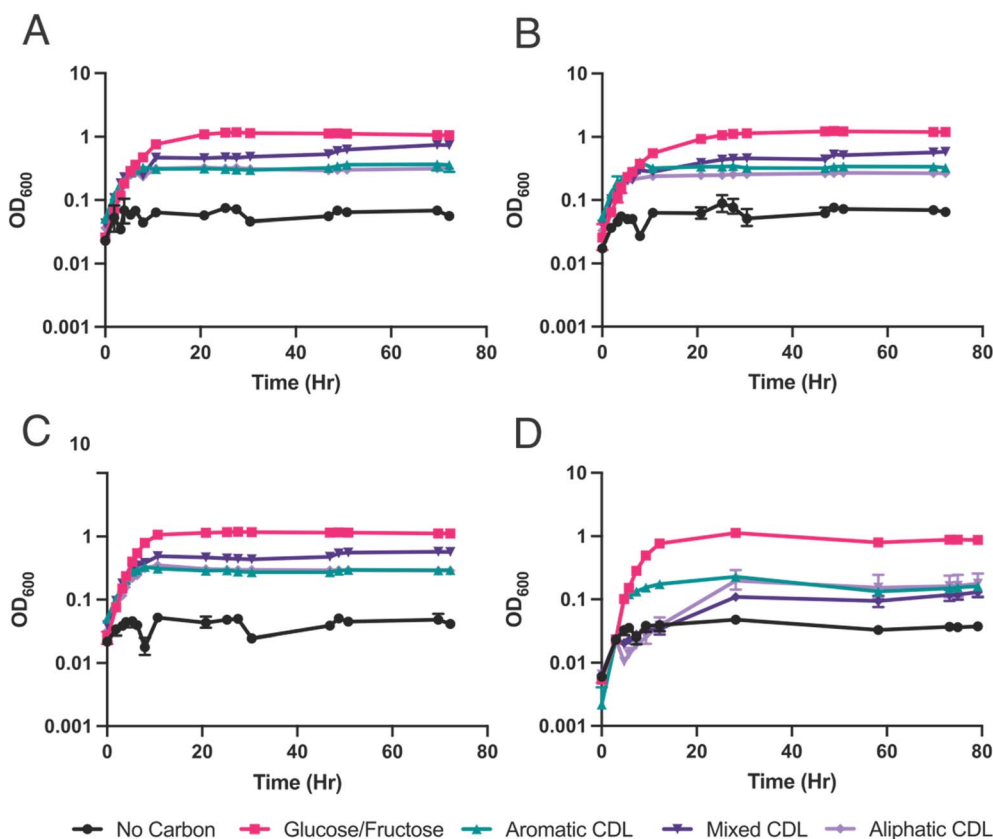 A
B
10
1
0.1
0.01
0.001
OD600
0 20 40 60 80
Time (Hr)
10
1
0.1
0.01
0.001
OD600
0 20 40 60 80
Time (Hr)
C
D
10
1
0.1
0.01
0.001
OD600
0 20 40 60 80
Time (Hr)
10
1
0.1
0.01
0.001
OD600
0 20 40 60 80
Time (Hr)
No Carbon Glucose/Fructose Aromatic CDL Mixed CDL Aliphatic CDL